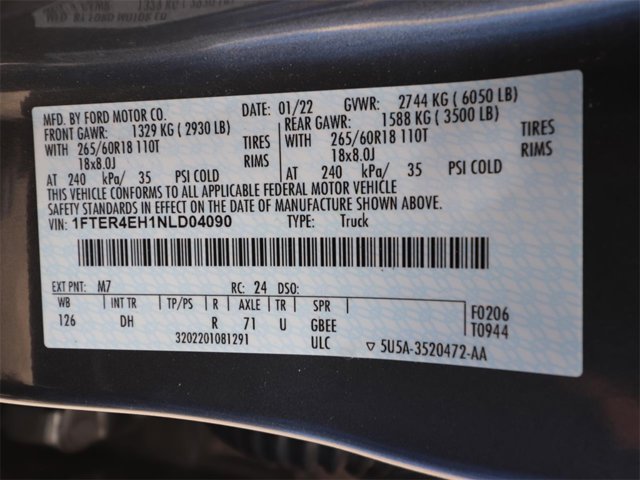 MFD. BY FORD MOTOR CO.
DATE: 01/22 GVWR: 2744 KG ( 6050 LB)
FRONT GAWR: 1329 KG ( 2930 LB) REAR GAWR: 1588 KG ( 3500 LB)
WITH 265/60R18 110T TIRES WITH 265/60R18 110T TIRES
18x8.0J RIMS 18x8.0J RIMS
AT 240 kPa/ 35 PSI COLD AT 240 kPa/ 35 PSI COLD
THIS VEHICLE CONFORMS TO ALL APPLICABLE FEDERAL MOTOR VEHICLE
SAFETY STANDARDS IN EFFECT ON THE DATE OF MANUFACTURE SHOWN ABOVE.
VIN: 1FTER4EH1NLD04090 TYPE: Truck
EXT PNT: M7 RC: 24 DSO:
WB INT TR TP/PS R AXLE TR SPR F0206
126 DH R 71 U GBEE T0944
3202201081291 ULC ▽ 5U5A-3520472-AA